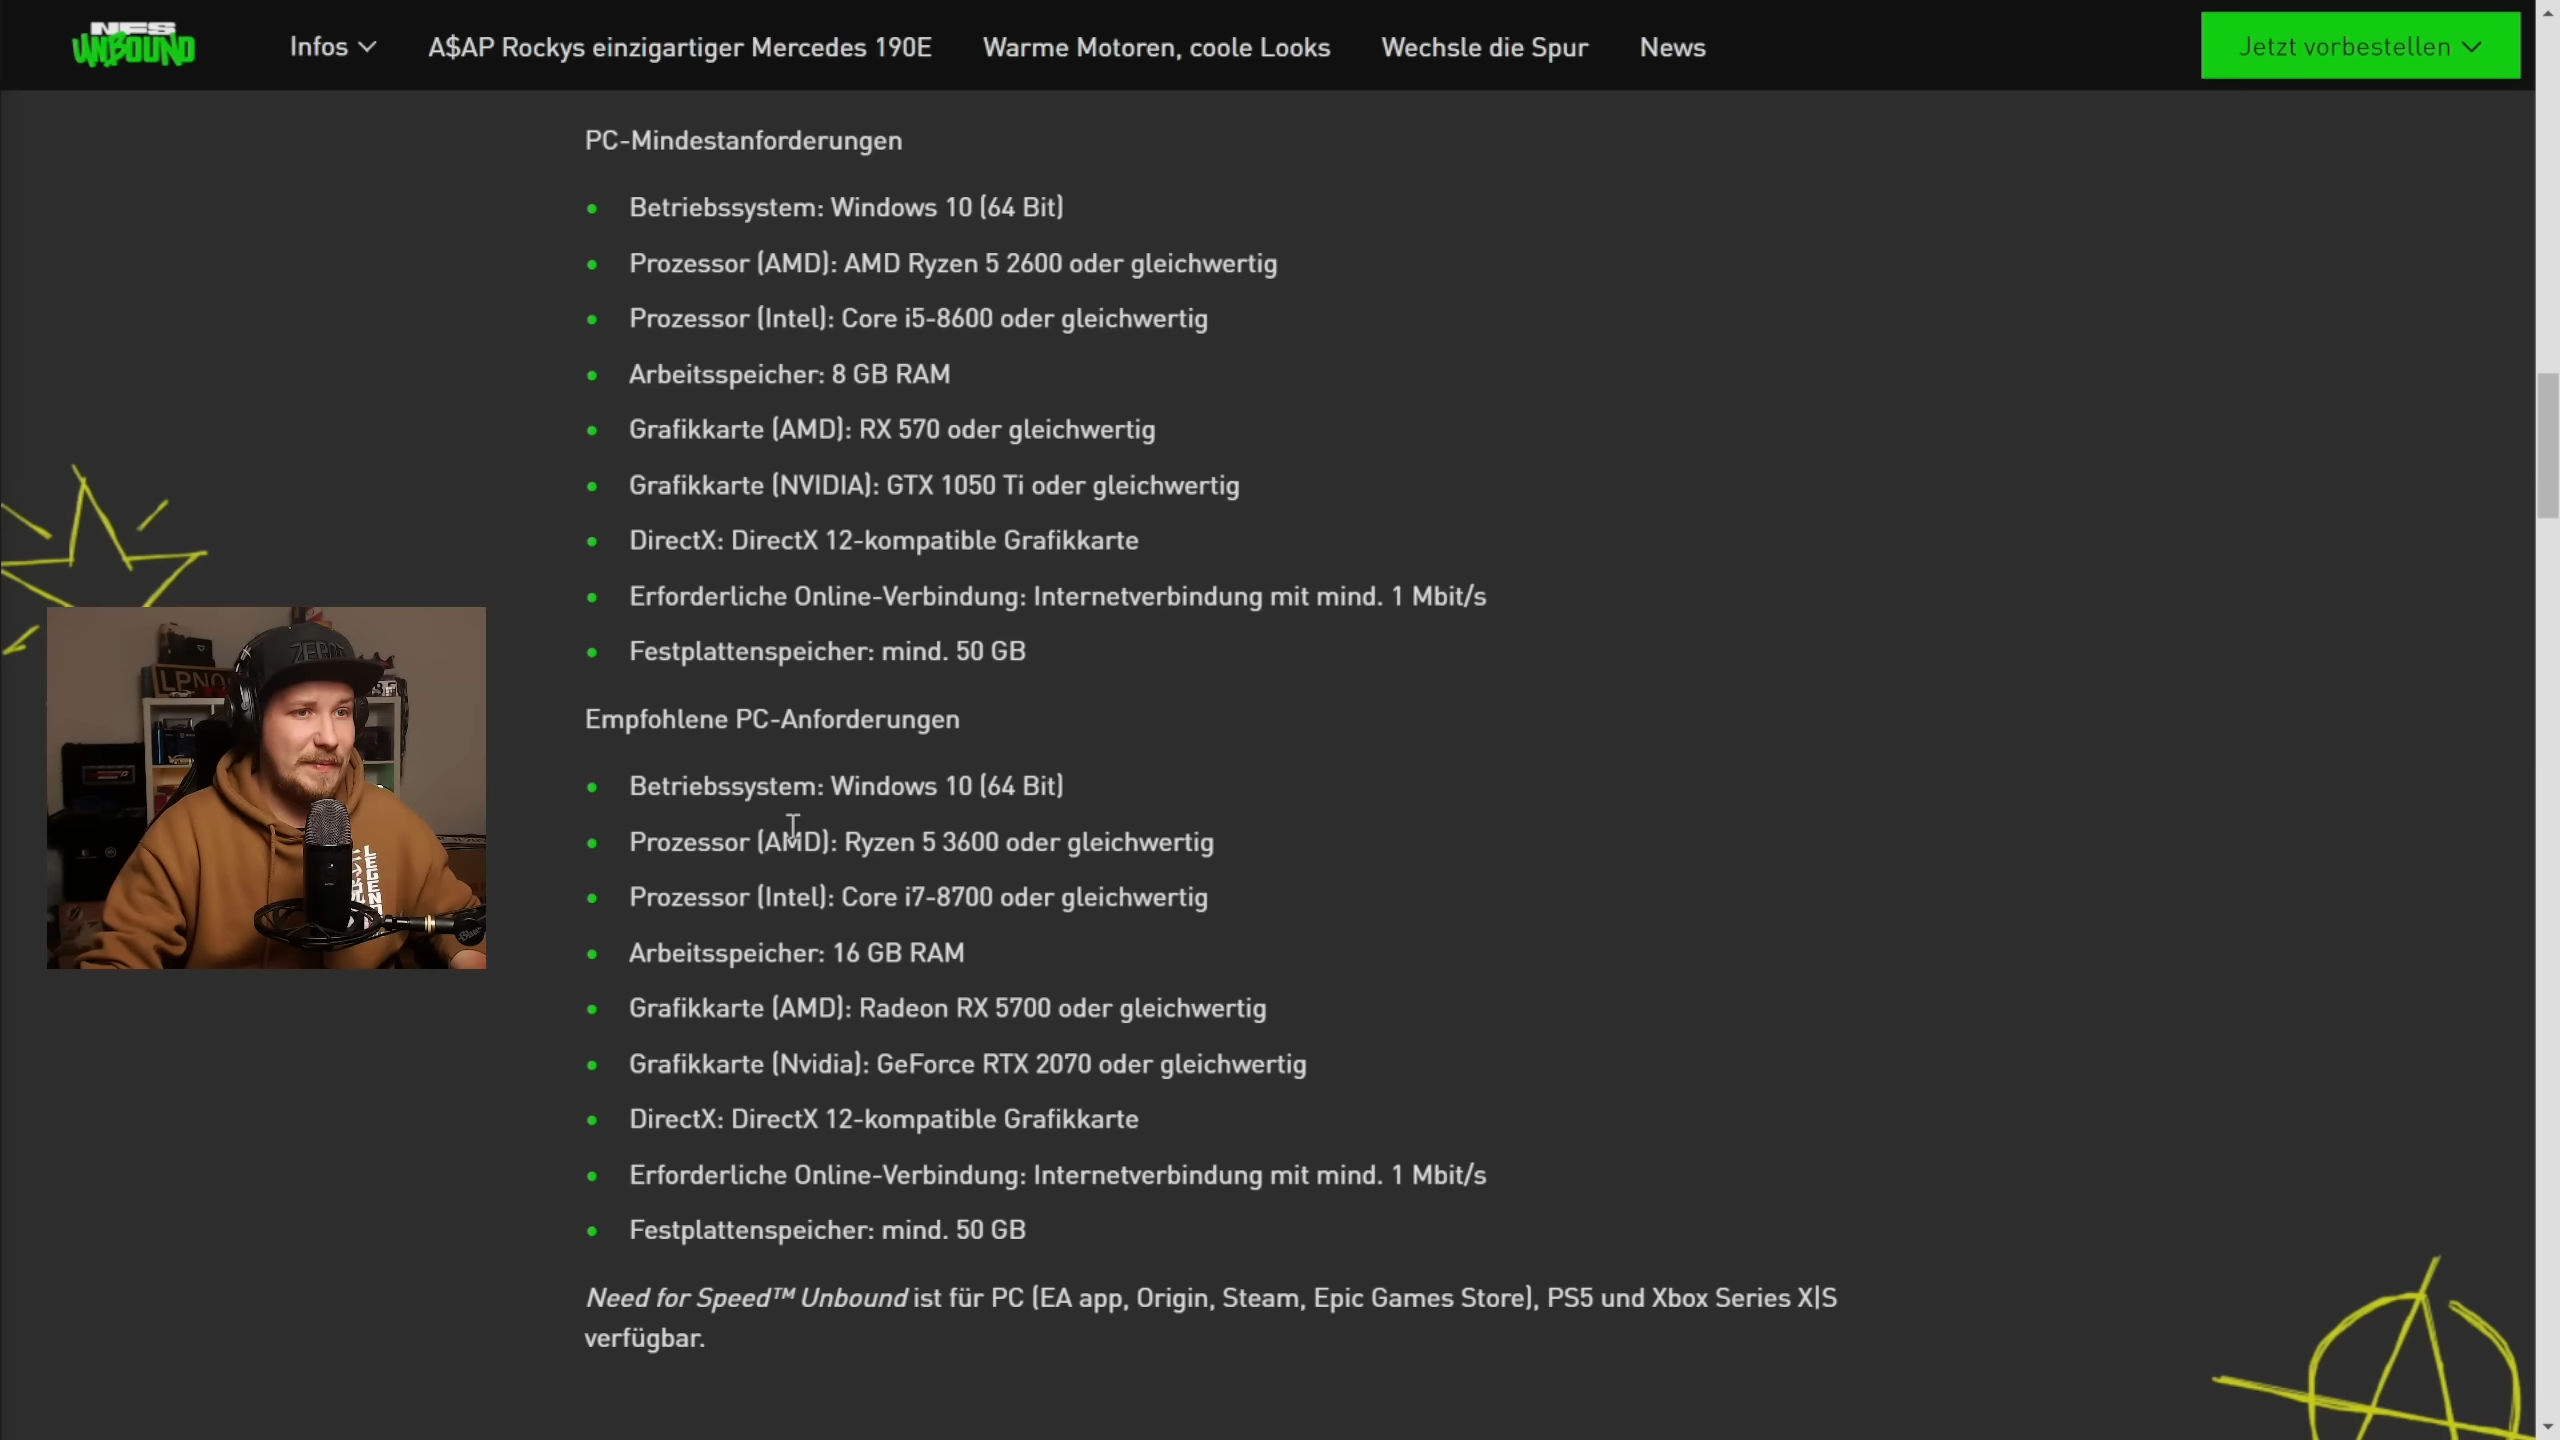 NFS
UNBOUND
Infos
A$AP Rockys einzigartiger Mercedes 190E
Warme Motoren, coole Looks
Wechsle die Spur
News
Jetzt vorbestellen
PC-Mindestanforderungen
Betriebssystem: Windows 10 (64 Bit)
Prozessor (AMD): AMD Ryzen 5 2600 oder gleichwertig
Prozessor (Intel): Core i5-8600 oder gleichwertig
Arbeitsspeicher: 8 GB RAM
Grafikkarte (AMD): RX 570 oder gleichwertig
Grafikkarte (NVIDIA): GTX 1050 Ti oder gleichwertig
DirectX: DirectX 12-kompatible Grafikkarte
Erforderliche Online-Verbindung: Internetverbindung mit mind. 1 Mbit/s
Festplattenspeicher: mind. 50 GB
Empfohlene PC-Anforderungen
Betriebssystem: Windows 10 (64 Bit)
Prozessor (AMD): Ryzen 5 3600 oder gleichwertig
Prozessor (Intel): Core i7-8700 oder gleichwertig
Arbeitsspeicher: 16 GB RAM
Grafikkarte (AMD): Radeon RX 5700 oder gleichwertig
Grafikkarte (Nvidia): GeForce RTX 2070 oder gleichwertig
DirectX: DirectX 12-kompatible Grafikkarte
Erforderliche Online-Verbindung: Internetverbindung mit mind. 1 Mbit/s
Festplattenspeicher: mind. 50 GB
Need for Speed™ Unbound ist für PC (EA app, Origin, Steam, Epic Games Store), PS5 und Xbox Series X|S
verfügbar.
Blue